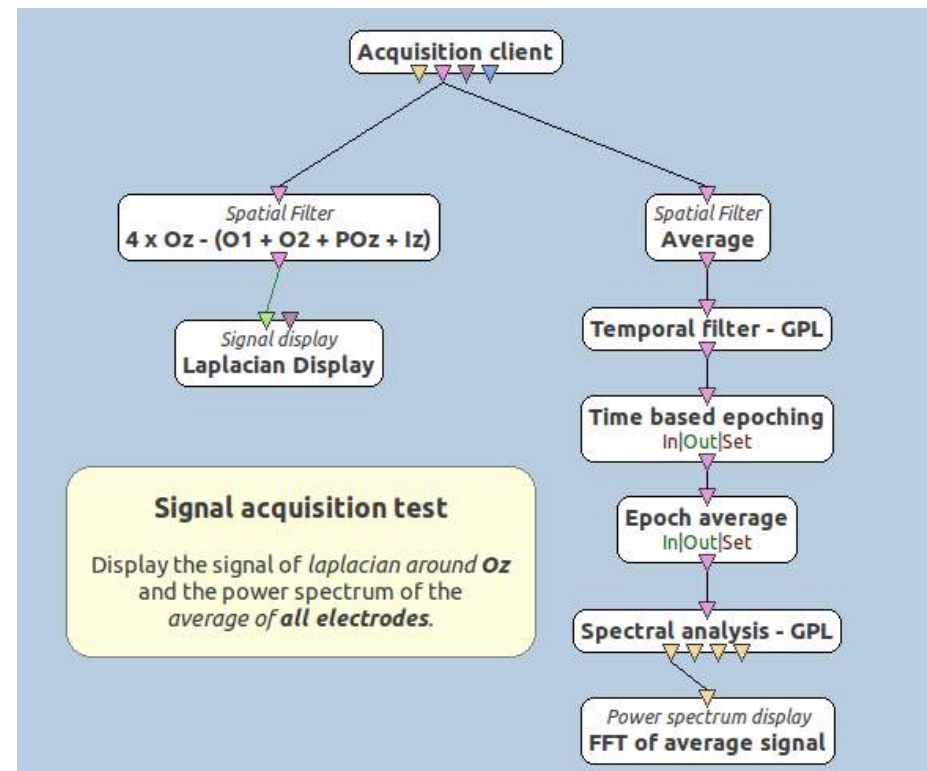 Acquisition client
Spatial Filter
4 x Oz - (O1 + O2 + POz + Iz)
Signal display
Laplacian Display
Signal acquisition test
Display the signal of laplacian around Oz
and the power spectrum of the
average of all electrodes.
Spatial Filter
Average
Temporal filter - GPL
Time based epoching
In|Out|Set
Epoch average
In|Out|Set
Spectral analysis - GPL
Power spectrum display
FFT of average signal